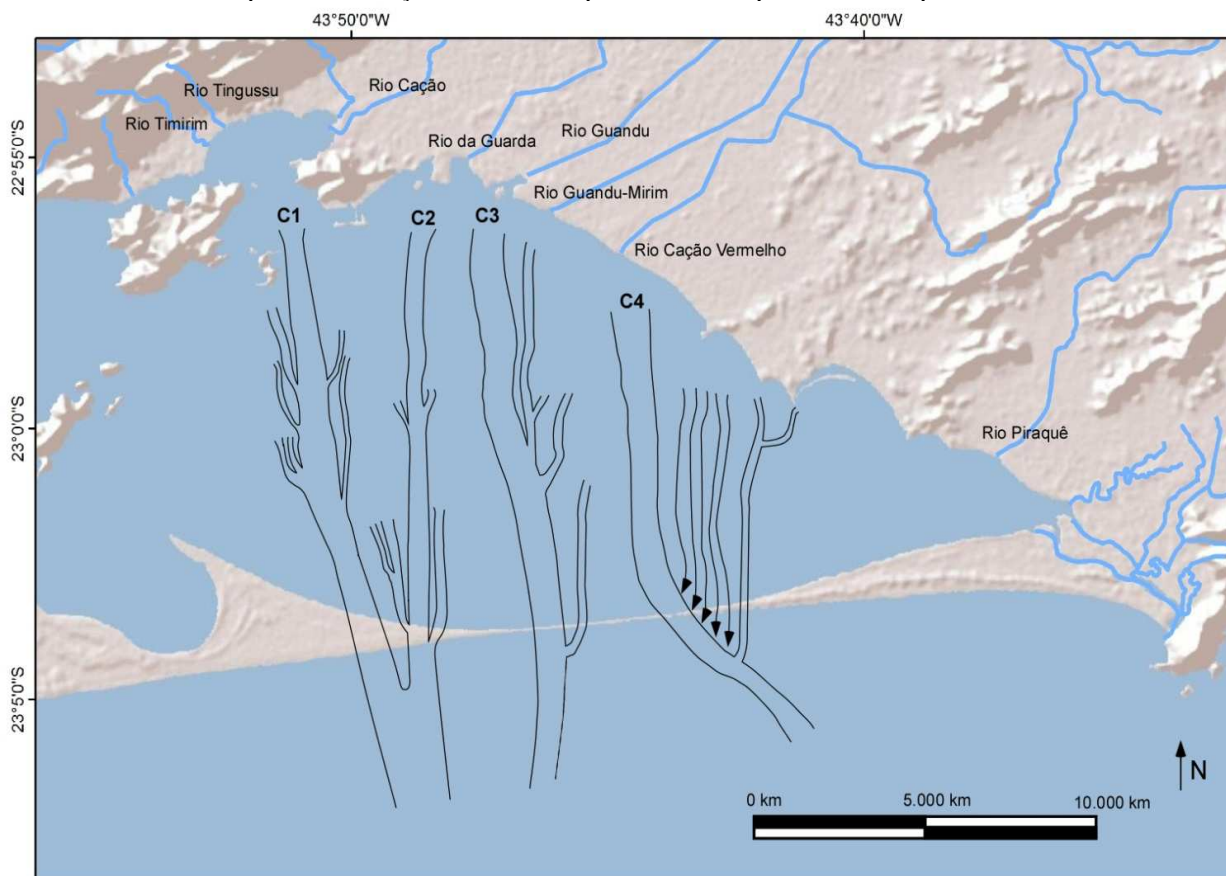 43°50'0"W
43°40'0"W
Rio Tingussu
Rio Cação
Rio Timirim
Rio da Guarda
Rio Guandu
22°55'0"S
Rio Guandu-Mirim
C1
C2
C3
Rio Cação Vermelho
C4
23°0'0"S
Rio Piraquê
23°5'0"S
N
0 km
5.000 km
10.000 km